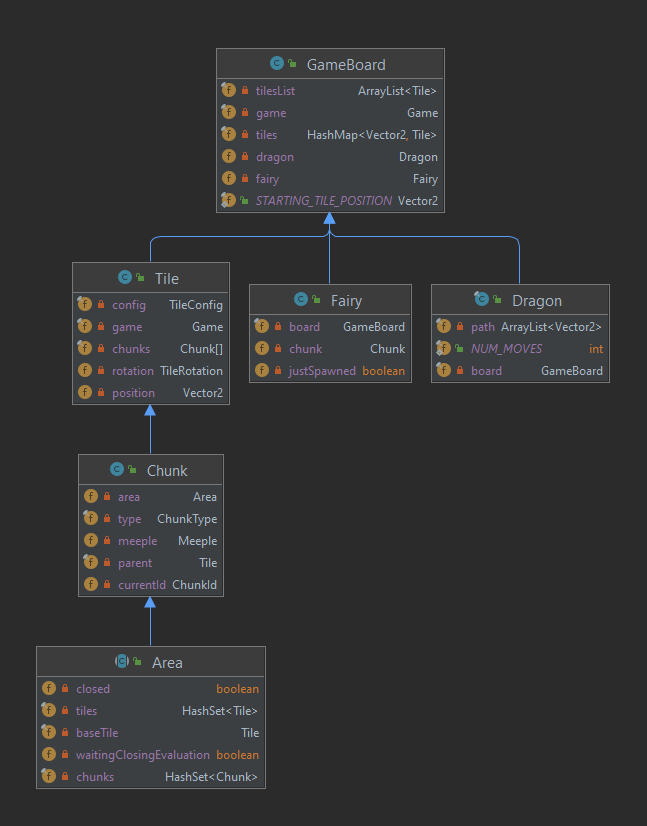 GameBoard
tilesList ArrayList<Tile>
game Game
tiles HashMap<Vector2, Tile>
dragon Dragon
fairy Fairy
STARTING_TILE_POSITION Vector2
Tile
config TileConfig
game Game
chunks Chunk[]
rotation TileRotation
position Vector2
Fairy
board GameBoard
chunk Chunk
justSpawned boolean
Dragon
path ArrayList<Vector2>
NUM_MOVES int
board GameBoard
Chunk
area Area
type ChunkType
meeple Meeple
parent Tile
currentId ChunkId
Area
closed boolean
tiles HashSet<Tile>
baseTile Tile
waitingClosingEvaluation boolean
chunks HashSet<Chunk>